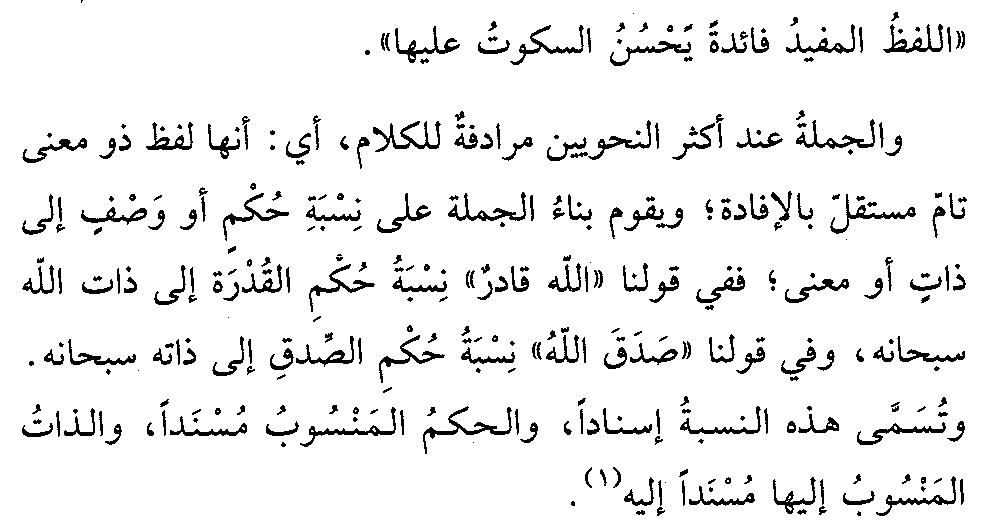 «اللفظُ المفيدُ فائدةً يَحْسُنُ السكوتُ عليها».
والجملةُ عند أكثر النحويين مرادفةٌ للكلام، أي: أنها لفظ ذو معنى
تامّ مستقلّ بالإفادة؛ ويقوم بناءُ الجملة على نِسْبَةِ حُكْمٍ أو وَصْفٍ إلى
ذاتٍ أو معنى؛ ففي قولنا «اللّه قادرٌ» نِسْبَةُ حُكْمِ القُدْرَة إلى ذات اللّه
سبحانه، وفي قولنا «صَدَقَ اللّهُ» نِسْبَةُ حُكْمِ الصِّدقِ إلى ذاته سبحانه.
وتُسَمَّى هذه النسبةُ إسناداً، والحكمُ المَنْسُوبُ مُسْنَداً، والذاتُ
المَنْسُوبُ إليها مُسْنَداً إليه(١).